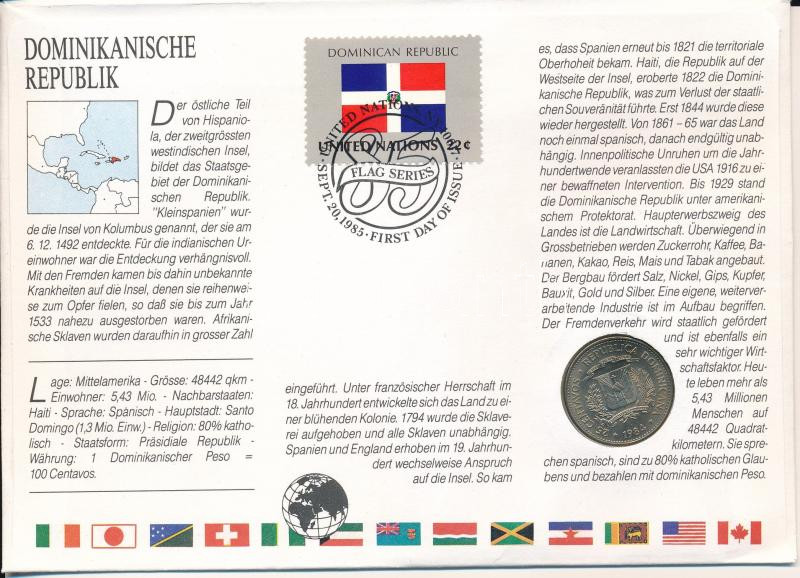 DOMINIKANISCHE
REPUBLIK
Der östliche Teil
von Hispanio-
la, der zweitgrössten
westindischen Insel,
bildet das Staatsge-
biet der Dominikani-
schen Republik.
"Kleinspanien" wur-
de die Insel von Kolumbus genannt, der sie am
6. 12. 1492 entdeckte. Für die indianischen Ur-
einwohner war die Entdeckung verhängnisvoll.
Mit den Fremden kamen bis dahin unbekannte
Krankheiten auf die Insel, denen sie reihenwei-
se zum Opfer fielen, so daß sie bis zum Jahr
1533 nahezu ausgestorben waren. Afrikani-
sche Sklaven wurden daraufhin in grosser Zahl
Lage: Mittelamerika - Grösse: 48442 qkm -
Einwohner: 5,43 Mio. - Nachbarstaaten:
Haiti - Sprache: Spänisch - Hauptstadt: Santo
Domingo (1,3 Mio. Einw.) - Religion: 80% katho-
lisch - Staatsform: Präsidiale Republik -
Währung: 1 Dominikanischer Peso =
100 Centavos.
DOMINICAN REPUBLIC
UNITED NATIONS 22¢
UNITED NATIONS, NY 10017
85
FLAG SERIES
SEPT. 20, 1985 · FIRST DAY OF ISSUE
eingeführt. Unter französischer Herrschaft im
18. Jahrhundert entwickelte sich das Land zu ei-
ner blühenden Kolonie. 1794 wurde die Sklave-
rei aufgehoben und alle Sklaven unabhängig.
Spanien und England erhoben im 19. Jahrhun-
dert wechselweise Anspruch
auf die Insel. So kam
es, dass Spanien erneut bis 1821 die territoriale
Oberhoheit bekam. Haiti, die Republik auf der
Westseite der Insel, eroberte 1822 die Domini-
kanische Republik, was zum Verlust der staatli-
chen Souveränität führte. Erst 1844 wurde diese
wieder hergestellt. Von 1861 - 65 war das Land
noch einmal spanisch, danach endgültig unab-
hängig. Innenpolitische Unruhen um die Jahr-
hundertwende veranlassten die USA 1916 zu ei-
ner bewaffneten Intervention. Bis 1929 stand
die Dominikanische Republik unter amerikani-
schem Protektorat. Haupterwerbszweig des
Landes ist die Landwirtschaft. Überwiegend in
Grossbetrieben werden Zuckerrohr, Kaffee, Ba-
nanen, Kakao, Reis, Mais und Tabak angebaut.
Der Bergbau fördert Salz, Nickel, Gips, Kupfer,
Bauxit, Gold und Silber. Eine eigene, weiterver-
arbeitende Industrie ist im Aufbau begriffen.
Der Fremdenverkehr wird staatlich gefördert
und ist ebenfalls ein
sehr wichtiger Wirt-
schaftsfaktor. Heu-
te leben mehr als
5,43 Millionen
Menschen auf
48442 Quadrat-
kilometern. Sie spre-
chen spanisch, sind zu 80% katholischen Glau-
bens und bezahlen mit dominikanischen Peso.
REPUBLICA DOMINICANA
1984